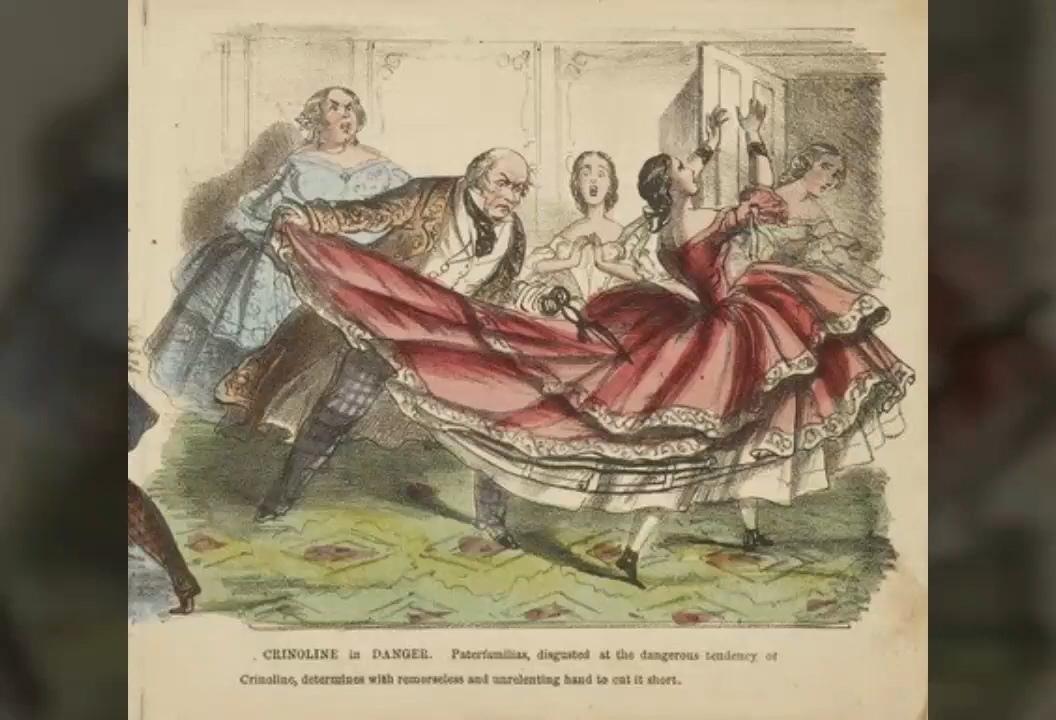 CRINOLINE in DANGER. Paterfamilias, disgusted at the dangerous tendency of
Crinoline, determines with remorseless and unrelenting hand to cut it short.